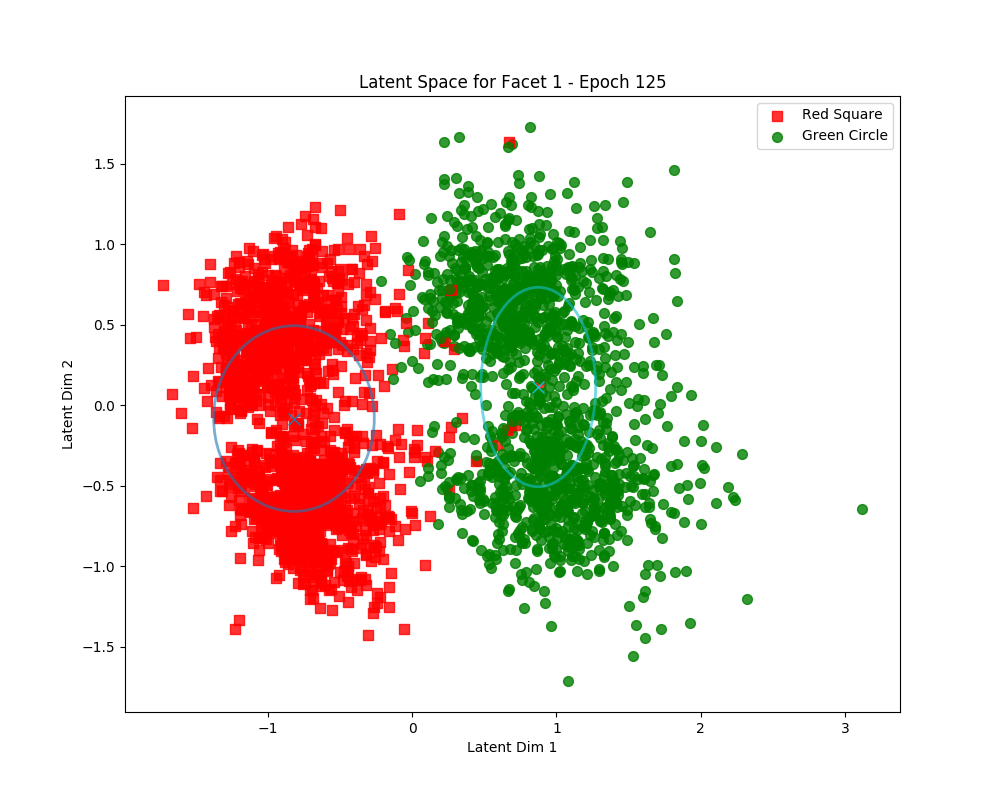 Latent Space for Facet 1 - Epoch 125
Red Square
Green Circle
1.5
1.0
0.5
0.0
−0.5
−1.0
−1.5
Latent Dim 2
−1
0
1
2
3
Latent Dim 1